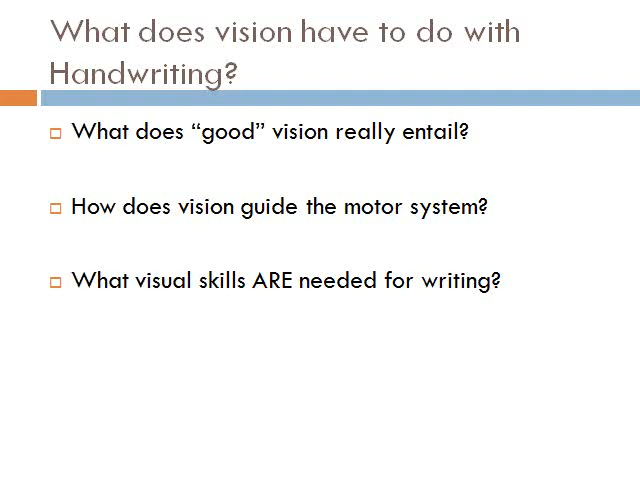 What does vision have to do with
Handwriting?
What does “good” vision really entail?
How does vision guide the motor system?
What visual skills ARE needed for writing?